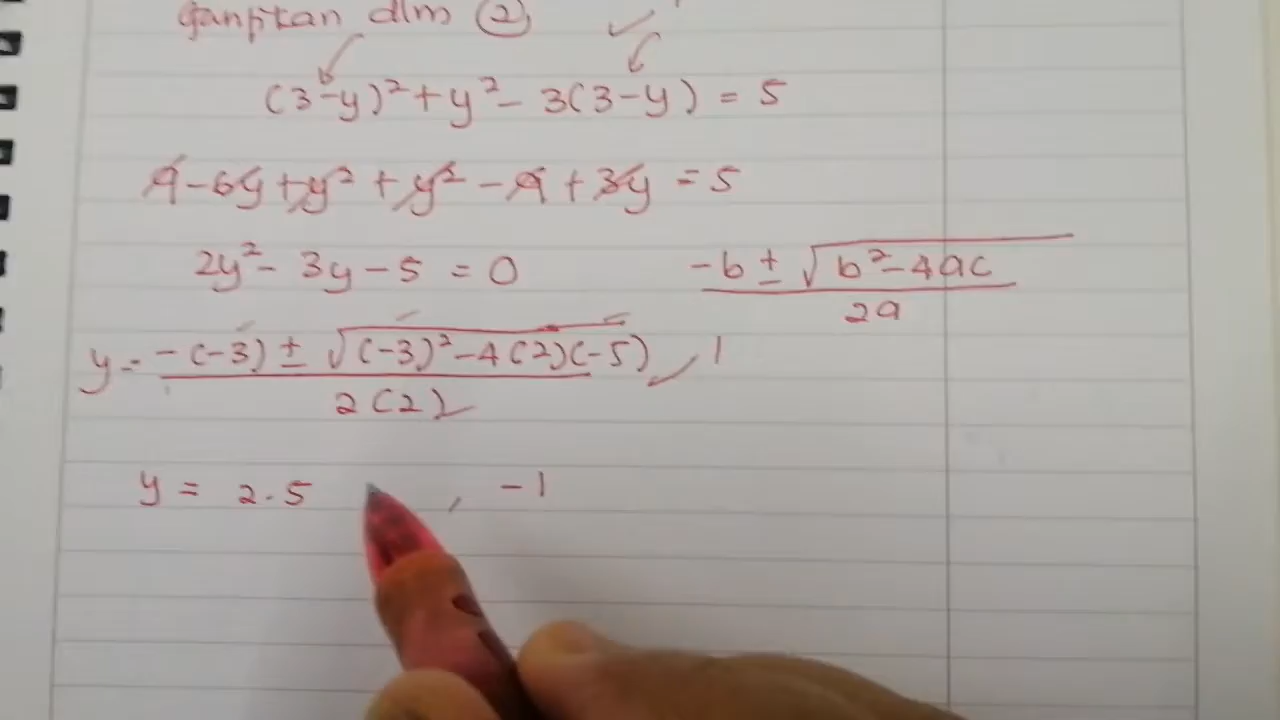 gantikan dlm (2)
(3-y)² + y² - 3(3-y) = 5
9 - 6y + y² + y² - 9 + 3y = 5
2y² - 3y - 5 = 0
-b ± √(b² - 4ac) / 2a
y = -(-3) ± √((-3)² - 4(2)(-5)) / 2(2) 1
y = 2.5 , -1